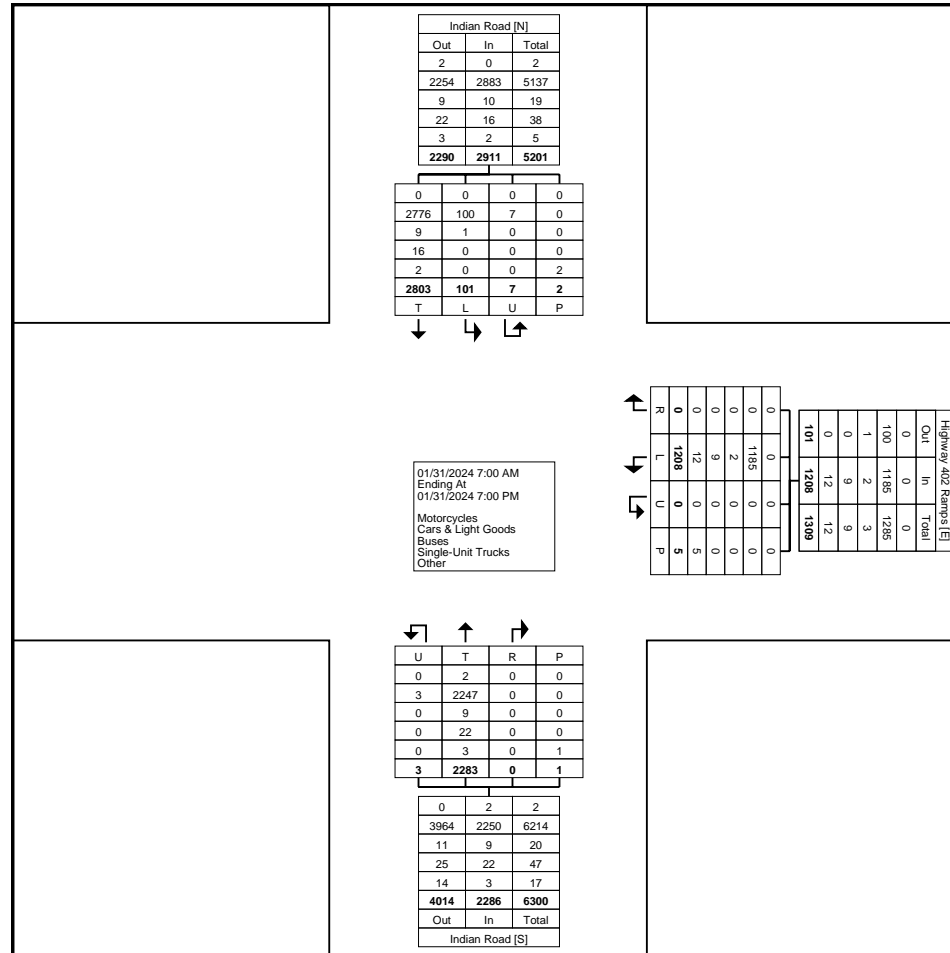 Indian Road [N]
Out In Total
2 0 2
2254 2883 5137
9 10 19
22 16 38
3 2 5
2290 2911 5201
0 0 0 0
2776 100 7 0
9 1 0 0
16 0 0 0
2 0 0 2
2803 101 7 2
T L U P
Highway 402 Ramps [E]
Out In Total
0 0 0
100 1185 1285
1 2 3
0 9 9
0 12 12
101 1208 1309
0 0 0 0
0 1185 0 0
0 2 0 0
0 9 0 0
0 12 0 5
0 1208 0 5
R L U P
01/31/2024 7:00 AM
Ending At
01/31/2024 7:00 PM
Motorcycles
Cars & Light Goods
Buses
Single-Unit Trucks
Other
U T R P
0 2 0 0
3 2247 0 0
0 9 0 0
0 22 0 0
0 3 0 1
3 2283 0 1
0 2 2
3964 2250 6214
11 9 20
25 22 47
14 3 17
4014 2286 6300
Out In Total
Indian Road [S]